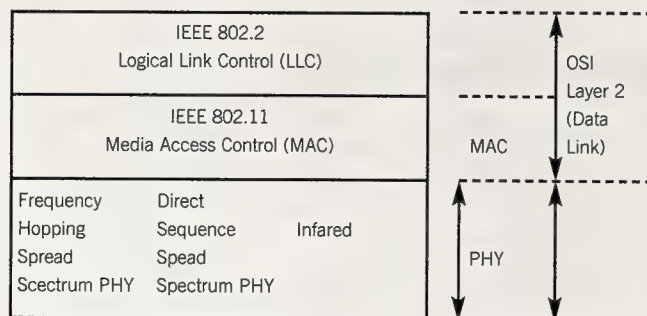 IEEE 802.2
Logical Link Control (LLC)
IEEE 802.11
Media Access Control (MAC)
Frequency Direct
Hopping Sequence Infared
Spread Spead
Scectrum PHY Spectrum PHY
OSI
Layer 2
(Data
Link)
MAC
PHY